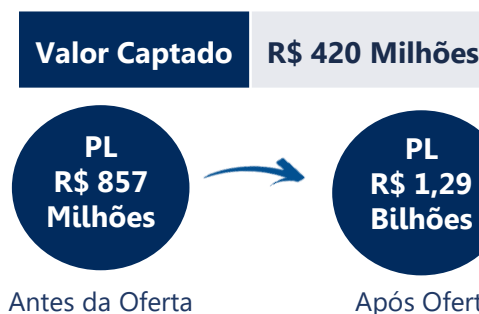 Valor Captado R$ 420 Milhões
PL
R$ 857
Milhões
PL
R$ 1,29
Bilhões
Antes da Oferta
Após Ofert